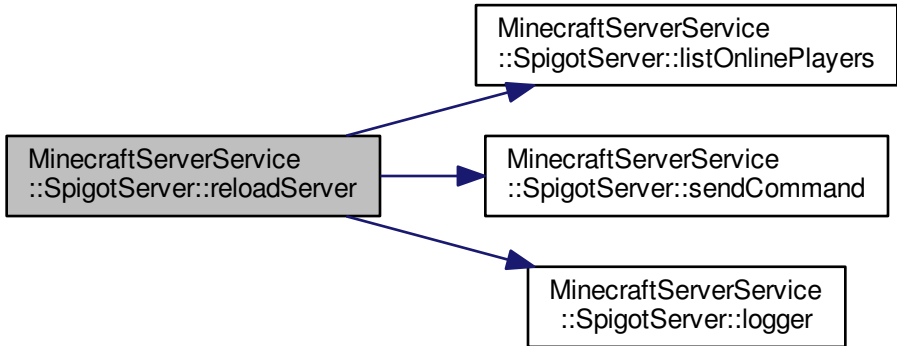 MinecraftServerService
::SpigotServer::listOnlinePlayers
MinecraftServerService
::SpigotServer::reloadServer
MinecraftServerService
::SpigotServer::sendCommand
MinecraftServerService
::SpigotServer::logger